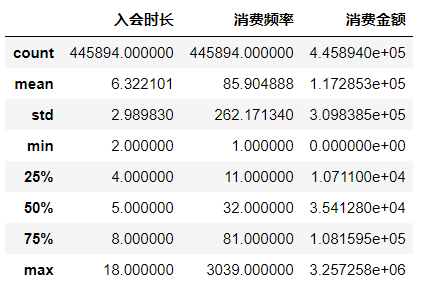 入会时长 消费频率 消费金额
count 445894.000000 445894.000000 4.458940e+05
mean 6.322101 85.904888 1.172853e+05
std 2.989830 262.171340 3.098385e+05
min 2.000000 1.000000 0.000000e+00
25% 4.000000 11.000000 1.071100e+04
50% 5.000000 32.000000 3.541280e+04
75% 8.000000 81.000000 1.081595e+05
max 18.000000 3039.000000 3.257258e+06